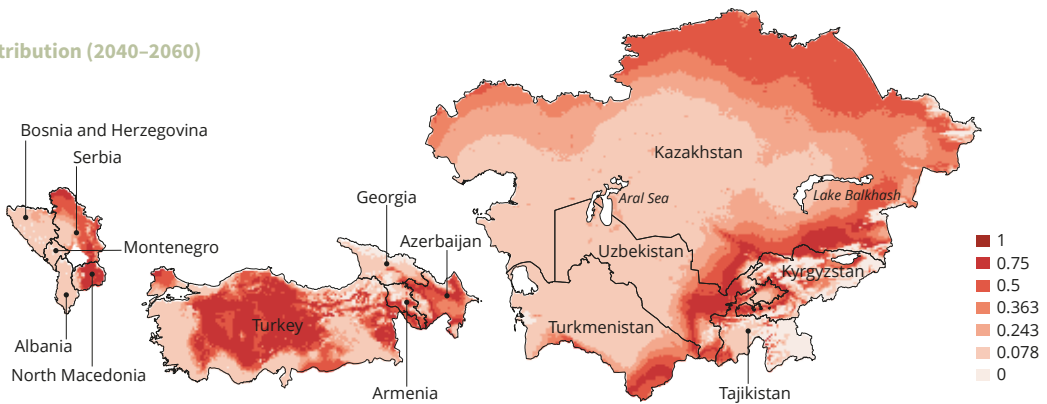 tribution (2040–2060)
Bosnia and Herzegovina
Serbia
Montenegro
Albania
North Macedonia
Georgia
Azerbaijan
Turkey
Armenia
Kazakhstan
Aral Sea
Lake Balkhash
Uzbekistan
Kyrgyzstan
Turkmenistan
Tajikistan
1
0.75
0.5
0.363
0.243
0.078
0